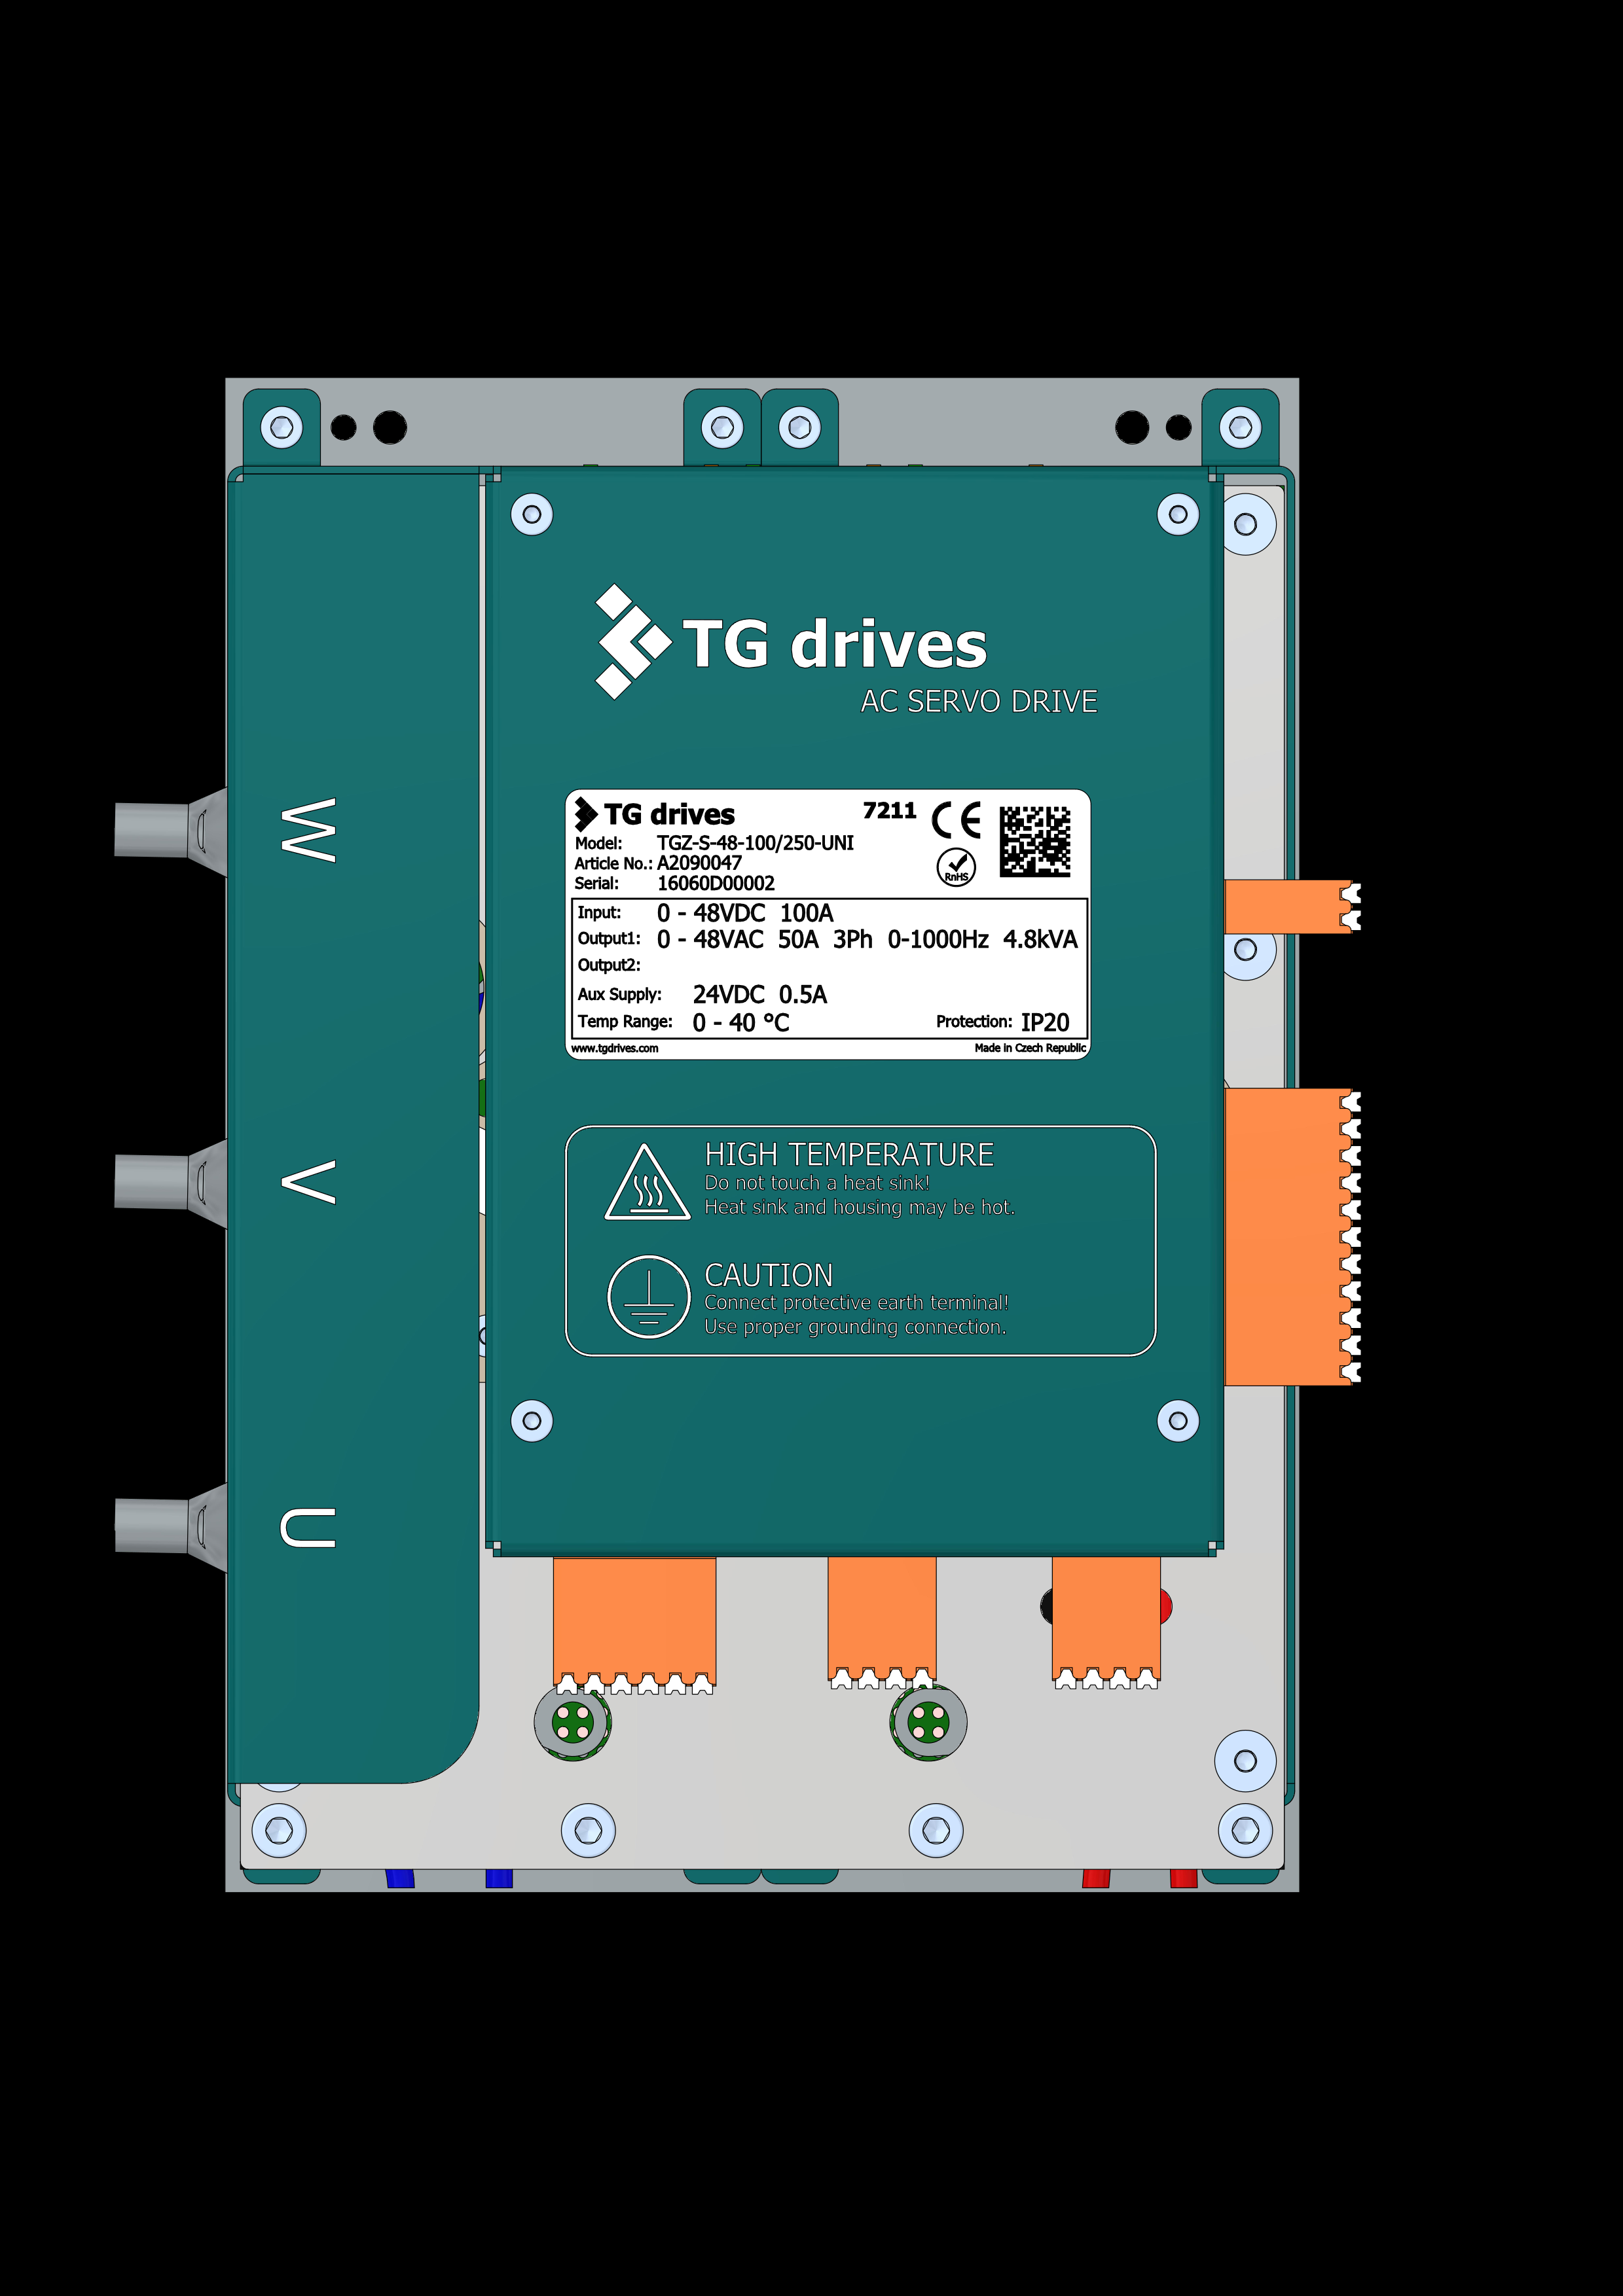 TG drives
AC SERVO DRIVE
W
TG drives
7211
CE
Model: TGZ-S-48-100/250-UNI
Article No.: A2090047
RoHS
Serial: 16060D00002
Input: 0 - 48VDC 100A
Output1: 0 - 48VAC 50A 3Ph 0-1000Hz 4.8kVA
Output2:
Aux Supply: 24VDC 0.5A
Temp Range: 0 - 40 °C Protection: IP20
www.tgdrives.com Made in Czech Republic
V
HIGH TEMPERATURE
Do not touch a heat sink!
Heat sink and housing may be hot.
CAUTION
Connect protective earth terminal!
Use proper grounding connection.
U